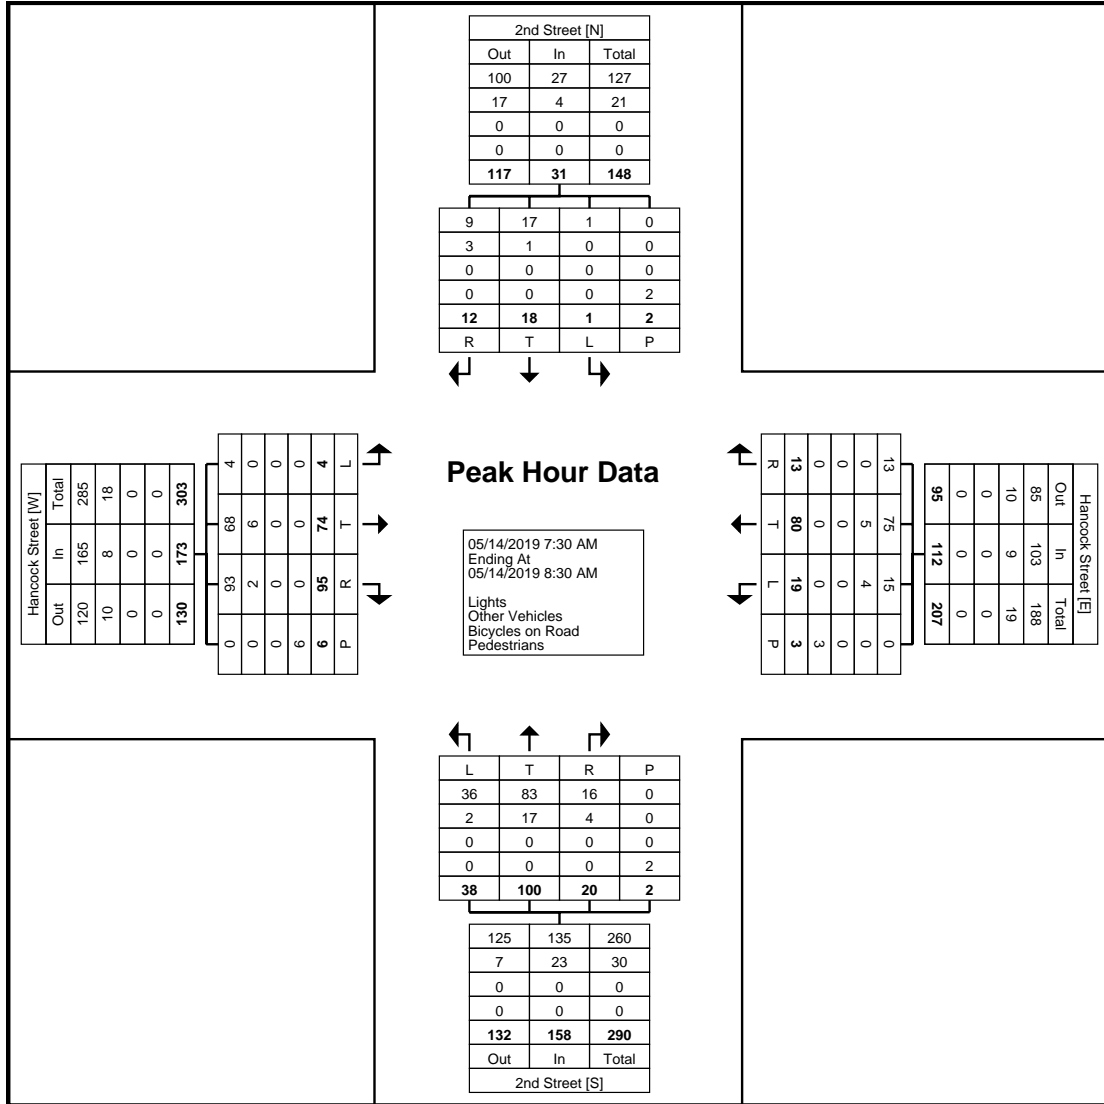 2nd Street [N]
Out In Total
100 27 127
17 4 21
0 0 0
0 0 0
117 31 148
9 17 1 0
3 1 0 0
0 0 0 0
0 0 0 2
12 18 1 2
R T L P
Hancock Street [W]
Total In Out
285 165 120
18 8 10
0 0 0
0 0 0
303 173 130
4 68 93 0
0 6 2 0
0 0 0 0
0 0 0 6
4 74 95 6
L T R P
Peak Hour Data
05/14/2019 7:30 AM
Ending At
05/14/2019 8:30 AM
Lights
Other Vehicles
Bicycles on Road
Pedestrians
R T L P
13 80 19 3
0 0 0 3
0 0 0 0
0 5 4 0
13 75 15 0
Hancock Street [E]
Out In Total
85 103 188
10 9 19
0 0 0
0 0 0
95 112 207
L T R P
36 83 16 0
2 17 4 0
0 0 0 0
0 0 0 2
38 100 20 2
125 135 260
7 23 30
0 0 0
0 0 0
132 158 290
Out In Total
2nd Street [S]